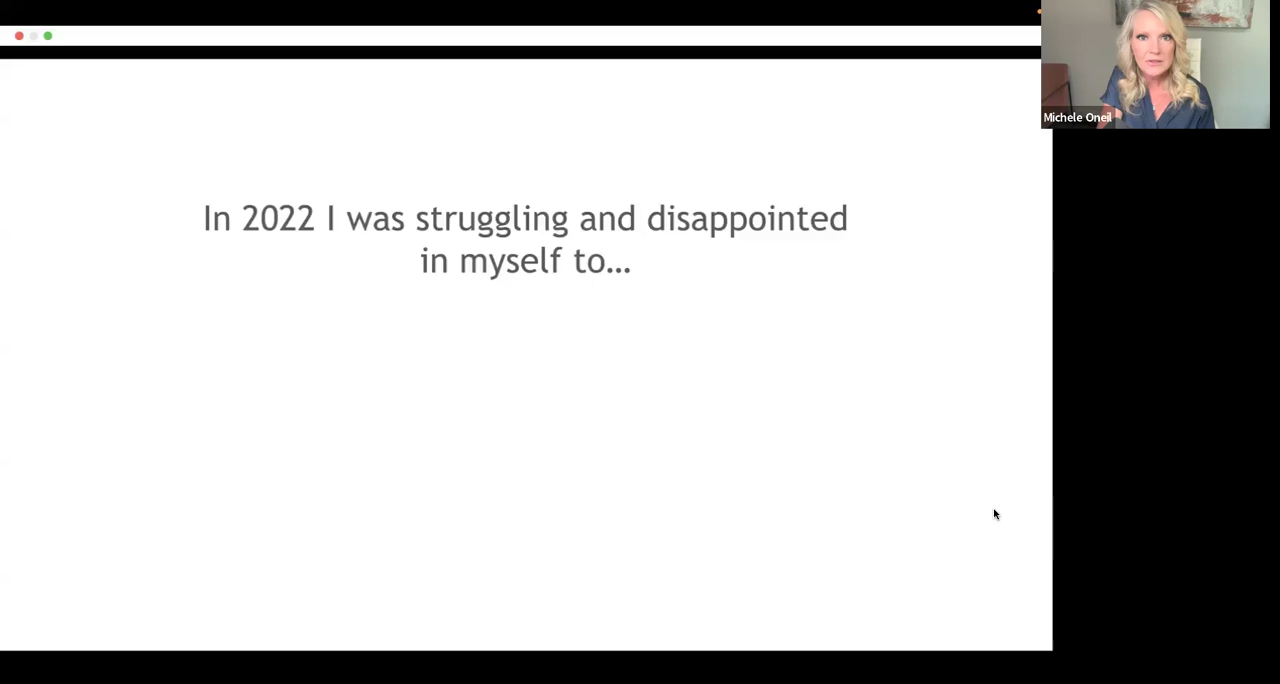 Michele Oneil
In 2022 I was struggling and disappointed
in myself to...